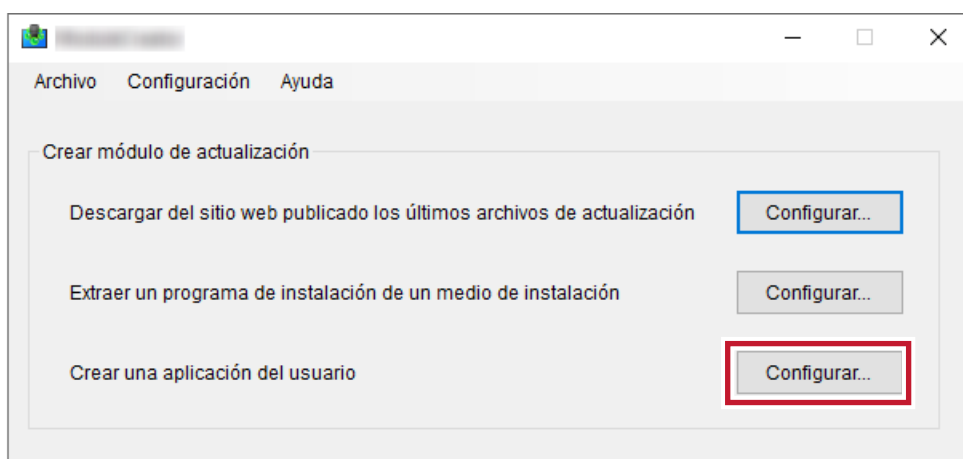 Archivo Configuración Ayuda
Crear módulo de actualización
Descargar del sitio web publicado los últimos archivos de actualización Configurar...
Extraer un programa de instalación de un medio de instalación Configurar...
Crear una aplicación del usuario Configurar...